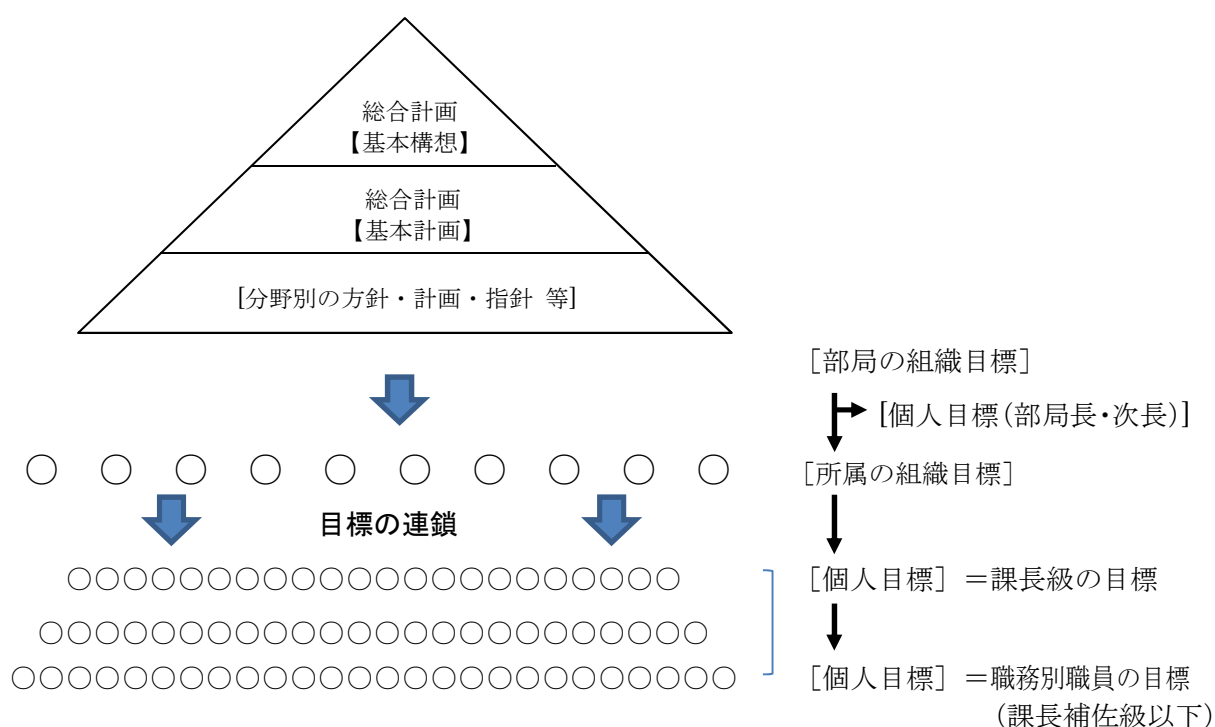 総合計画
【基本構想】
総合計画
【基本計画】
[分野別の方針・計画・指針 等]
［部局の組織目標］
[個人目標（部局長・次長）]
［所属の組織目標］
目標の連鎖
［個人目標］＝課長級の目標
［個人目標］＝職務別職員の目標
（課長補佐級以下）